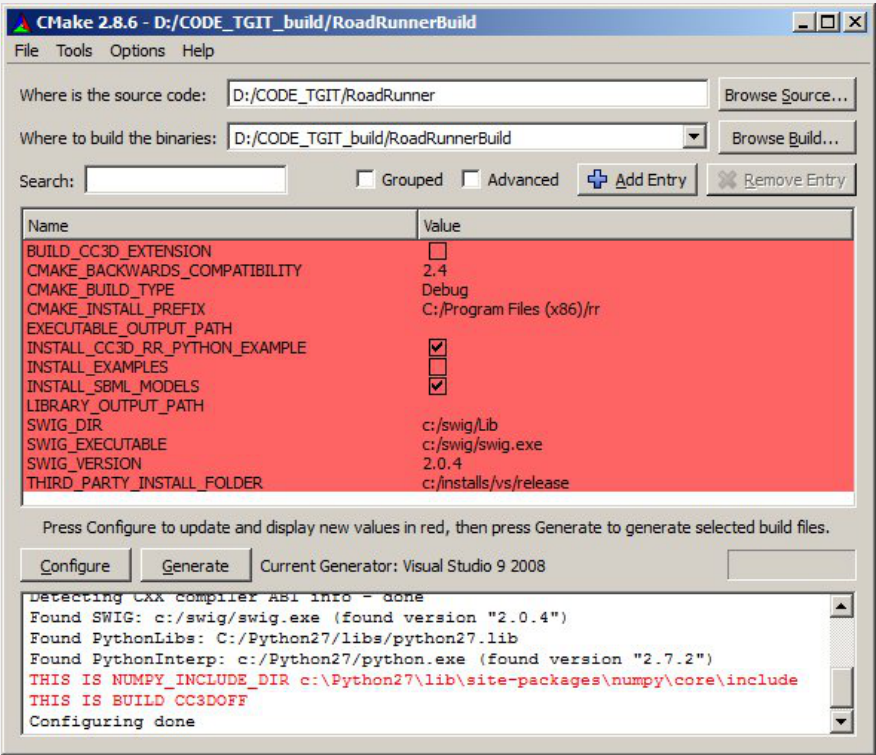 CMake 2.8.6 - D:/CODE_TGIT_build/RoadRunnerBuild
File Tools Options Help
Where is the source code: D:/CODE_TGIT/RoadRunner Browse Source...
Where to build the binaries: D:/CODE_TGIT_build/RoadRunnerBuild Browse Build...
Search: Grouped Advanced Add Entry Remove Entry
Name Value
BUILD_CC3D_EXTENSION
CMAKE_BACKWARDS_COMPATIBILITY 2.4
CMAKE_BUILD_TYPE Debug
CMAKE_INSTALL_PREFIX C:/Program Files (x86)/rr
EXECUTABLE_OUTPUT_PATH
INSTALL_CC3D_RR_PYTHON_EXAMPLE
INSTALL_EXAMPLES
INSTALL_SBML_MODELS
LIBRARY_OUTPUT_PATH
SWIG_DIR c:/swig/Lib
SWIG_EXECUTABLE c:/swig/swig.exe
SWIG_VERSION 2.0.4
THIRD_PARTY_INSTALL_FOLDER c:/installs/vs/release
Press Configure to update and display new values in red, then press Generate to generate selected build files.
Configure Generate Current Generator: Visual Studio 9 2008
Detecting CXX compiler ABI info - done
Found SWIG: c:/swig/swig.exe (found version "2.0.4")
Found PythonLibs: C:/Python27/libs/python27.lib
Found PythonInterp: c:/Python27/python.exe (found version "2.7.2")
THIS IS NUMPY_INCLUDE_DIR c:\Python27\lib\site-packages\numpy\core\include
THIS IS BUILD CC3DOFF
Configuring done